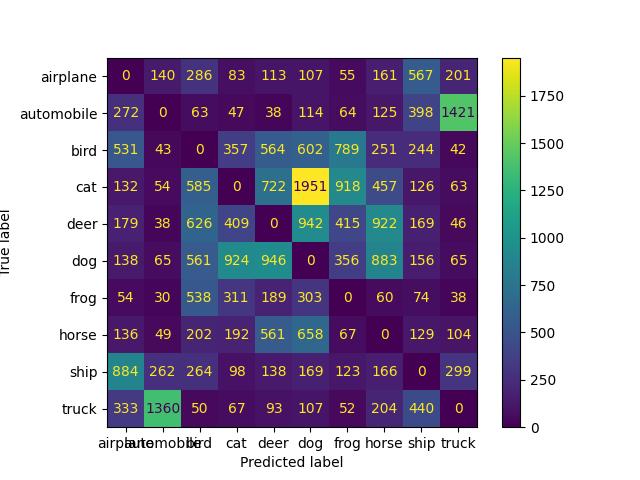 airplane 0 140 286 83 113 107 55 161 567 201
automobile 272 0 63 47 38 114 64 125 398 1421
bird 531 43 0 357 564 602 789 251 244 42
cat 132 54 585 0 722 1951 918 457 126 63
deer 179 38 626 409 0 942 415 922 169 46
dog 138 65 561 924 946 0 356 883 156 65
frog 54 30 538 311 189 303 0 60 74 38
horse 136 49 202 192 561 658 67 0 129 104
ship 884 262 264 98 138 169 123 166 0 299
truck 333 1360 50 67 93 107 52 204 440 0
airplane automobile bird cat deer dog frog horse ship truck
Predicted label
True label
1750
1500
1250
1000
750
500
250
0